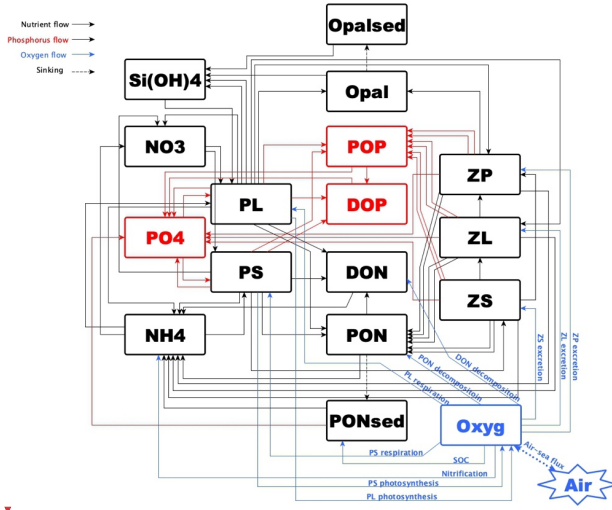 Nutrient flow
Phosphorus flow
Oxygen flow
Sinking
Opalsed
Si(OH)4
Opal
NO3
POP
ZP
PL
DOP
PO4
ZL
PS
DON
ZS
NH4
PON
DON decompositoin
PON decompositoin
PL respiration
ZS excretion
ZL excretion
ZP excretion
PONsed
Oxyg
Air-sea flux
PS respiration
SOC
Nitrification
PS photosynthesis
PL photosynthesis
Air